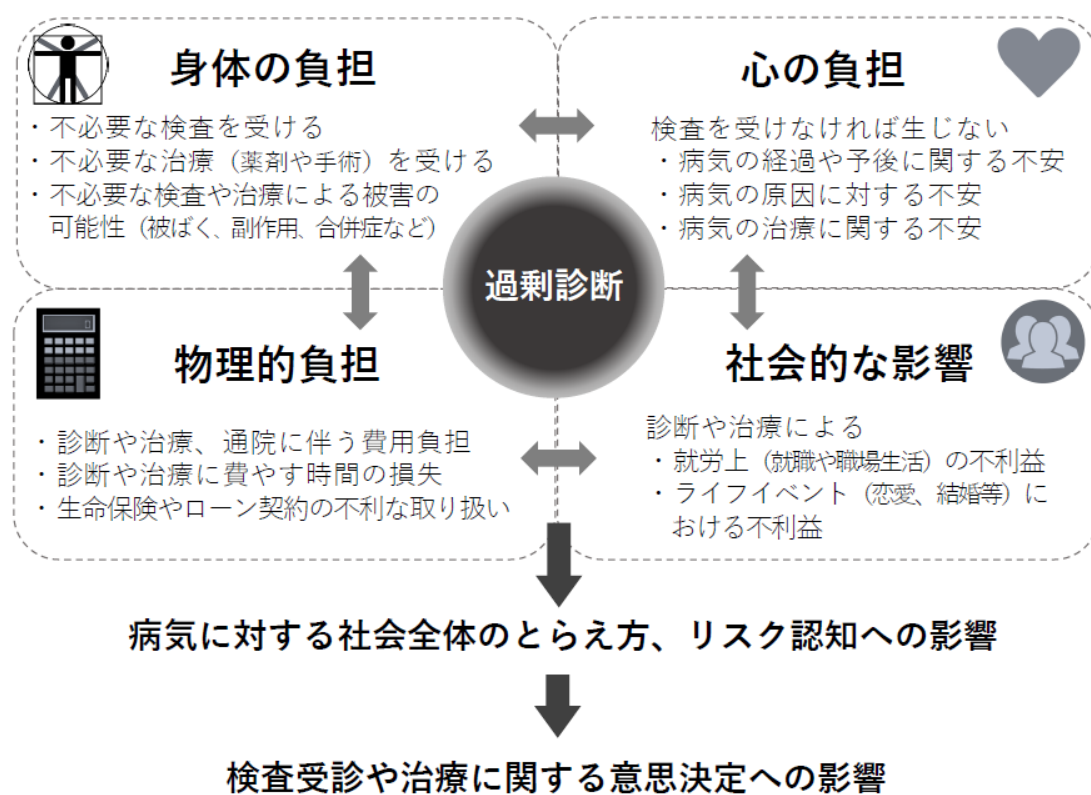 身体の負担
・不必要な検査を受ける
・不必要な治療（薬剤や手術）を受ける
・不必要な検査や治療による被害の
可能性（被ばく、副作用、合併症など）
心の負担
検査を受けなければ生じない
・病気の経過や予後に関する不安
・病気の原因に対する不安
・病気の治療に関する不安
過剰診断
物理的負担
・診断や治療、通院に伴う費用負担
・診断や治療に費やす時間の損失
・生命保険やローン契約の不利な取り扱い
社会的な影響
診断や治療による
・就労上（就職や職場生活）の不利益
・ライフイベント（恋愛、結婚等）に
おける不利益
病気に対する社会全体のとらえ方、リスク認知への影響
検査受診や治療に関する意思決定への影響